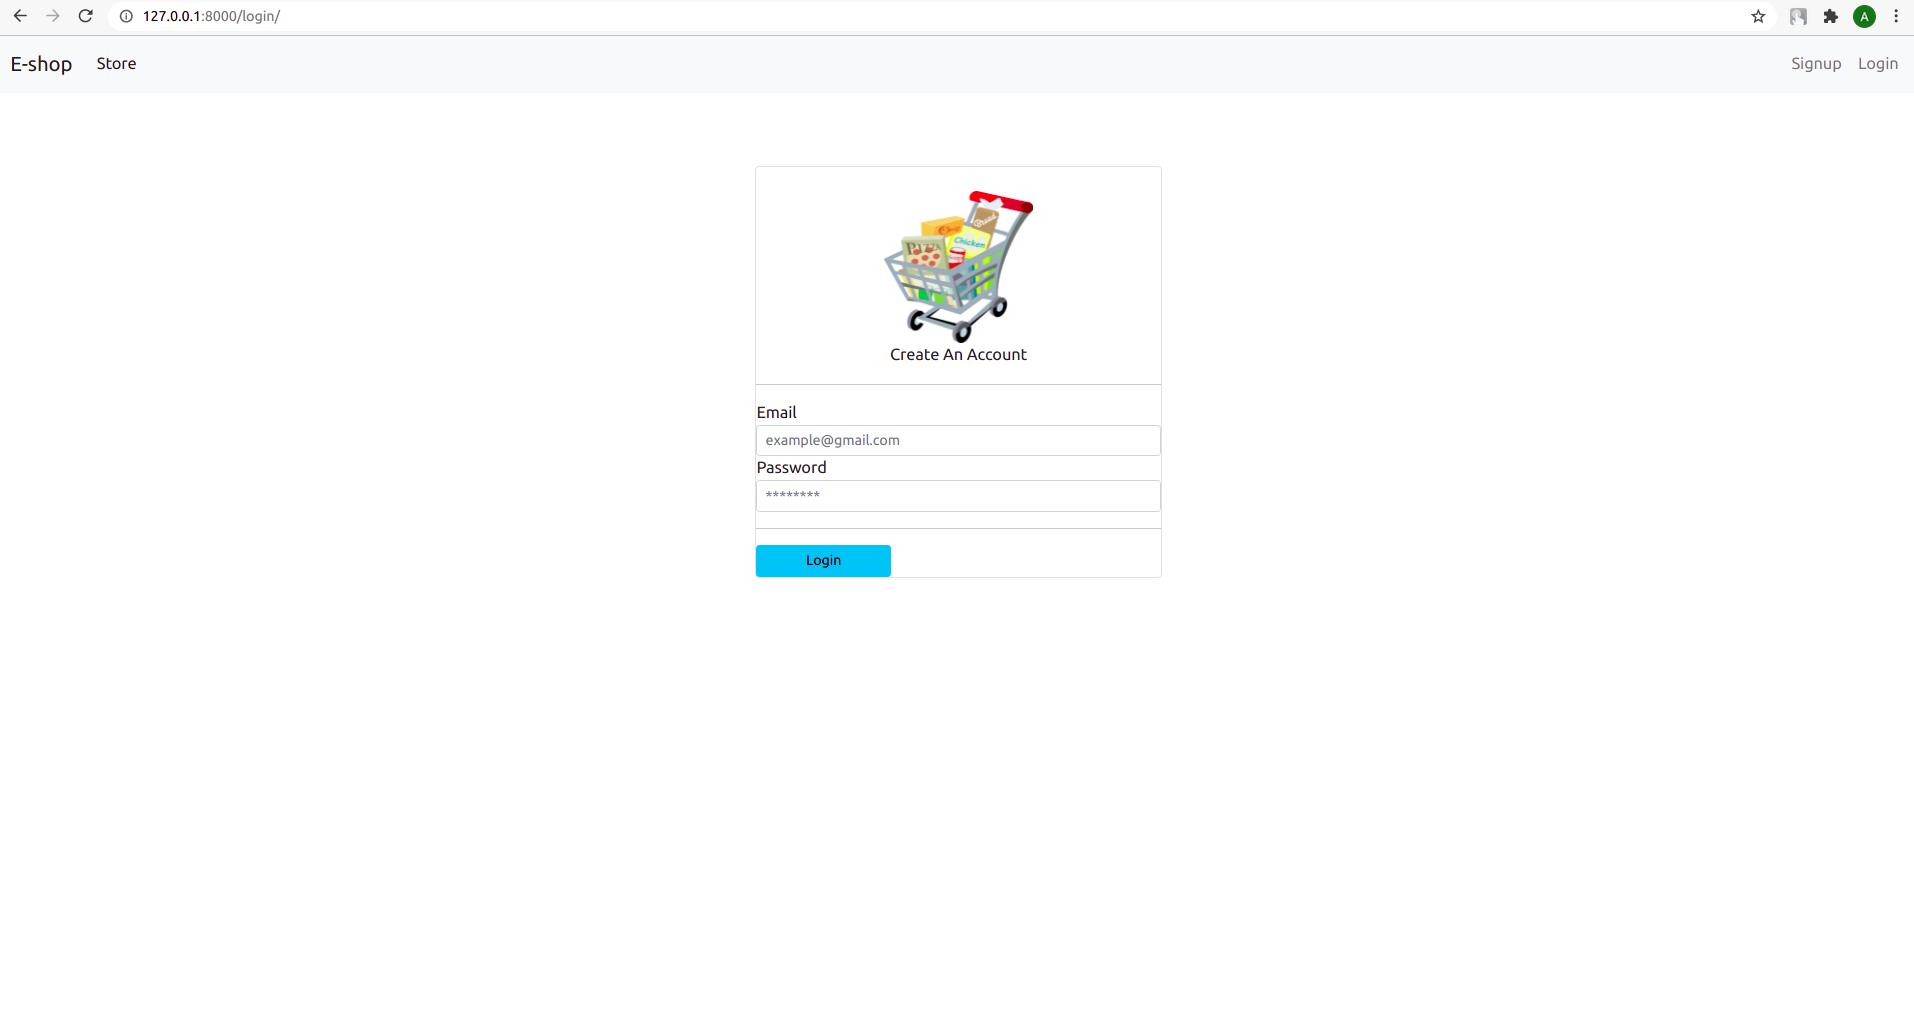 127.0.0.1:8000/login/
A
E-shop Store Signup Login
Bread
Chicken
PIZZA
Create An Account
Email
example@gmail.com
Password
********
Login